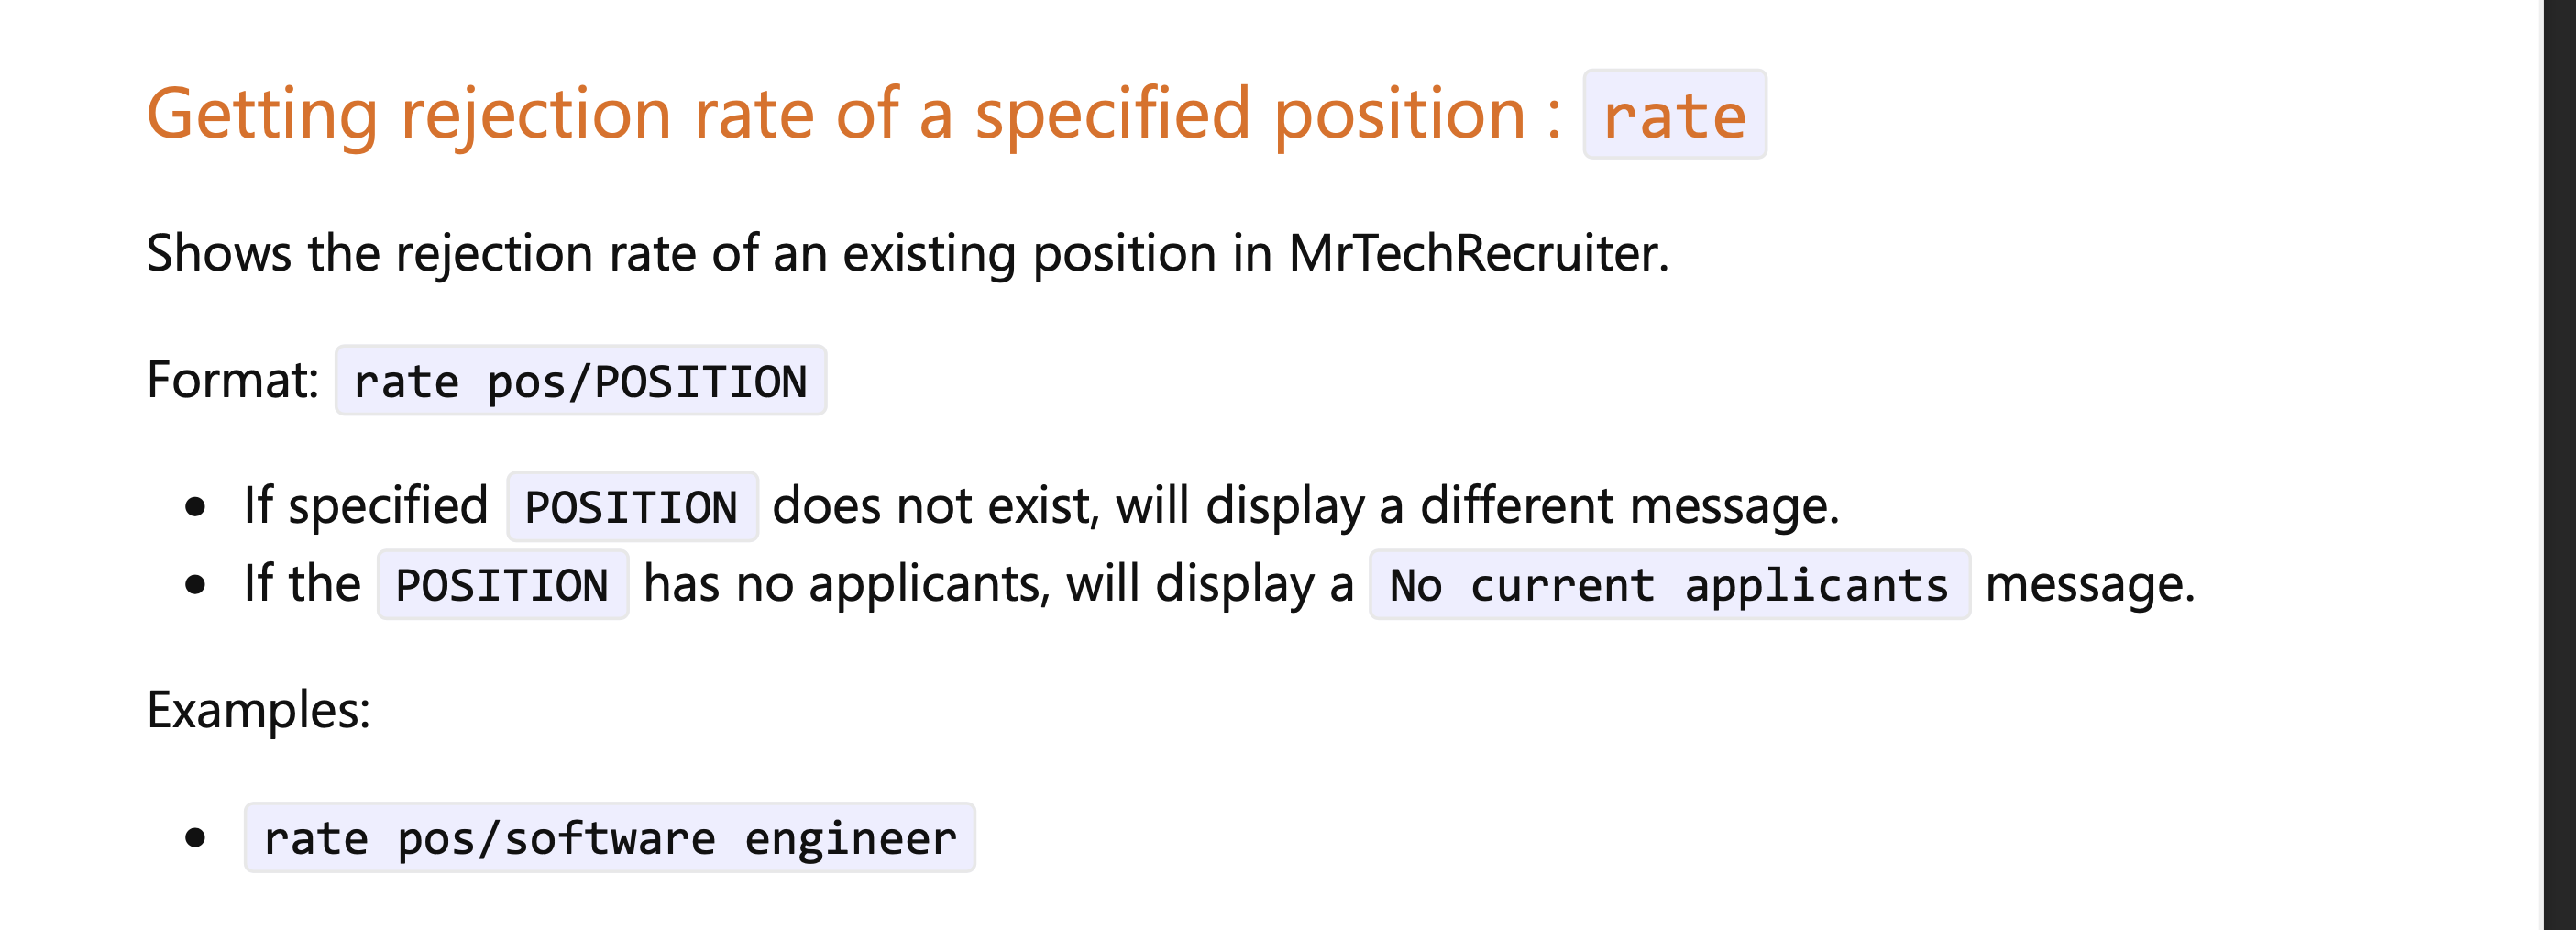 Getting rejection rate of a specified position : rate
Shows the rejection rate of an existing position in MrTechRecruiter.
Format: rate pos/POSITION
• If specified POSITION does not exist, will display a different message.
• If the POSITION has no applicants, will display a No current applicants message.
Examples:
• rate pos/software engineer